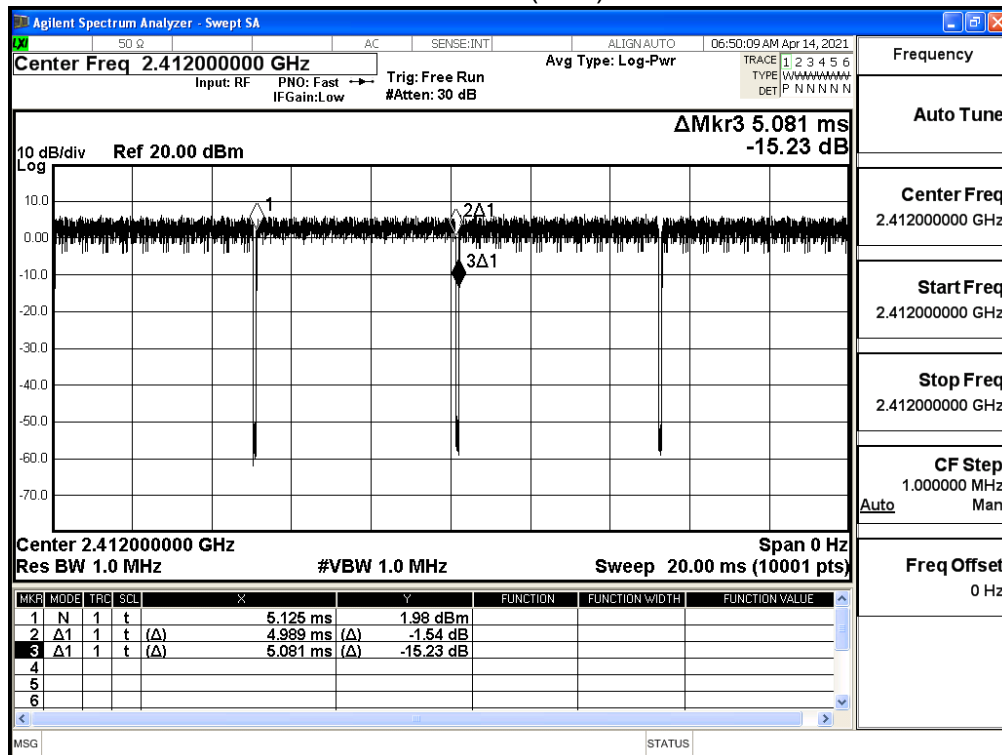 Agilent Spectrum Analyzer - Swept SA
LXI 50 Ω AC SENSE:INT ALIGN AUTO 06:50:09 AM Apr 14, 2021
Center Freq 2.412000000 GHz
Input: RF PNO: Fast Trig: Free Run Avg Type: Log-Pwr TRACE 1 2 3 4 5 6
IFGain:Low #Atten: 30 dB TYPE WWWWWW
DET P N N N N N
ΔMkr3 5.081 ms
-15.23 dB
10 dB/div Ref 20.00 dBm
Log
10.0
0.00
-10.0
-20.0
-30.0
-40.0
-50.0
-60.0
-70.0
1
2Δ1
3Δ1
Center 2.412000000 GHz Span 0 Hz
Res BW 1.0 MHz #VBW 1.0 MHz Sweep 20.00 ms (10001 pts)
MKR MODE TRC SCL X Y FUNCTION FUNCTION WIDTH FUNCTION VALUE
1 N 1 t 5.125 ms 1.98 dBm
2 Δ1 1 t (Δ) 4.989 ms (Δ) -1.54 dB
3 Δ1 1 t (Δ) 5.081 ms (Δ) -15.23 dB
4
5
6
MSG STATUS
Frequency
Auto Tune
Center Freq
2.412000000 GHz
Start Freq
2.412000000 GHz
Stop Freq
2.412000000 GHz
CF Step
1.000000 MHz
Auto Man
Freq Offset
0 Hz